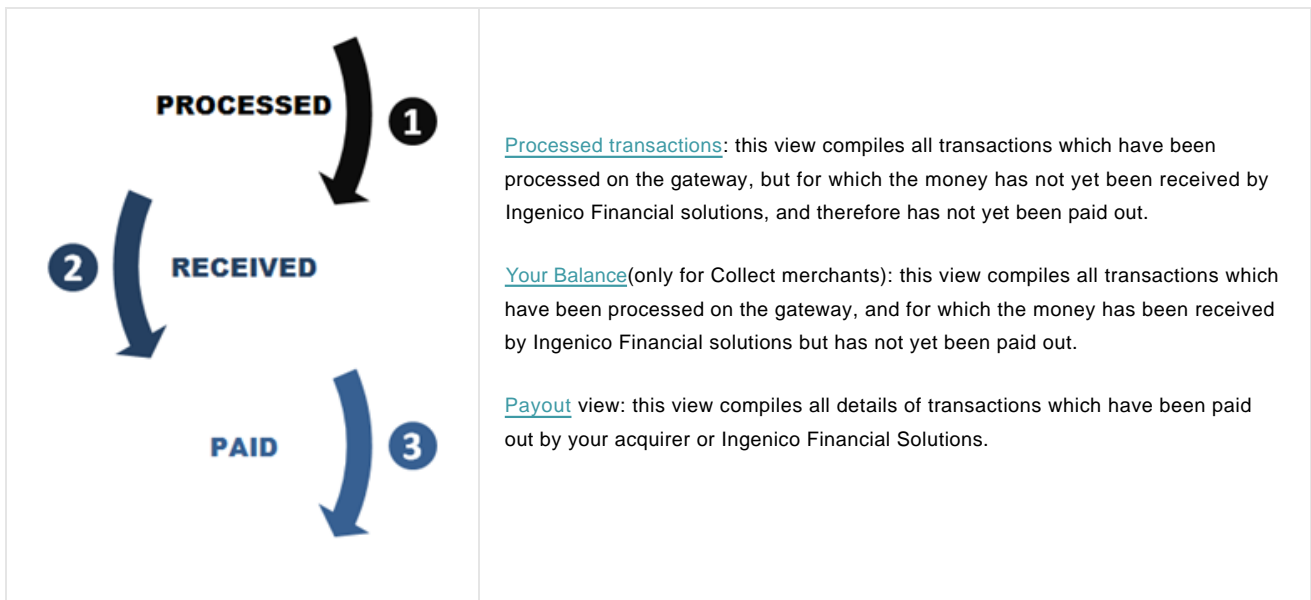 PROCESSED
1
2
RECEIVED
PAID
3
Processed transactions: this view compiles all transactions which have been
processed on the gateway, but for which the money has not yet been received by
Ingenico Financial solutions, and therefore has not yet been paid out.
Your Balance(only for Collect merchants): this view compiles all transactions which
have been processed on the gateway, and for which the money has been received
by Ingenico Financial solutions but has not yet been paid out.
Payout view: this view compiles all details of transactions which have been paid
out by your acquirer or Ingenico Financial Solutions.